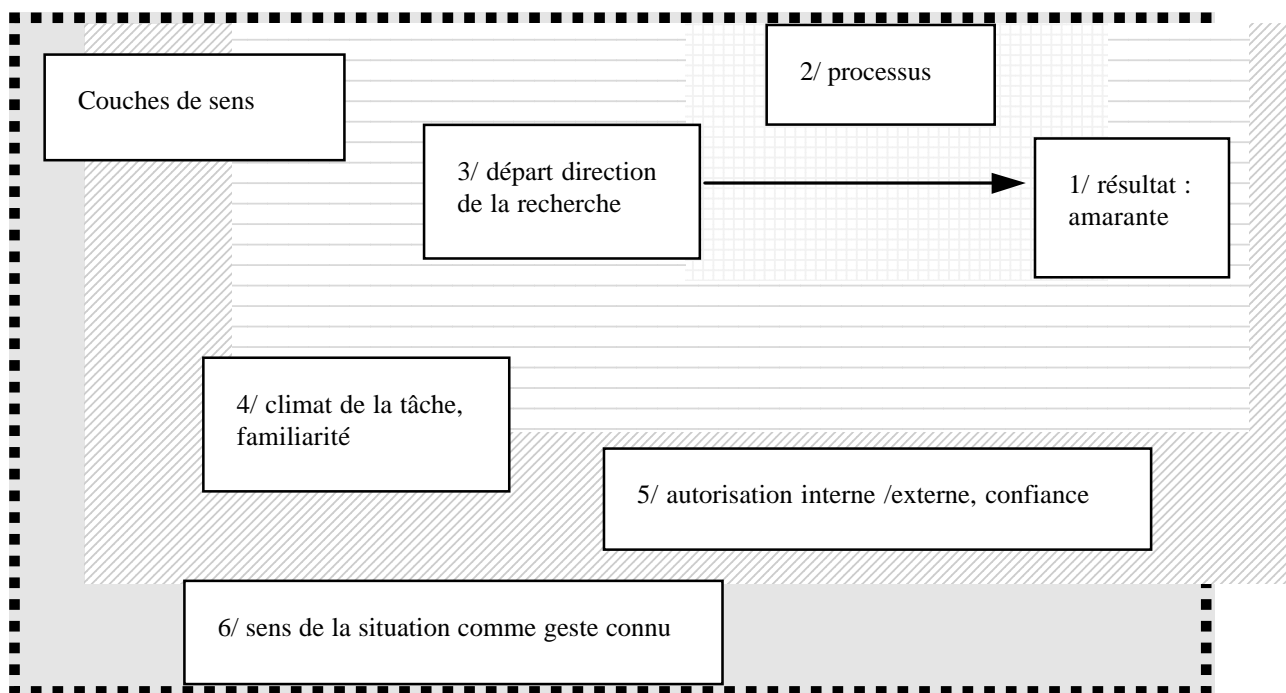 Couches de sens
2/ processus
3/ départ direction
de la recherche
1/ résultat :
amarante
4/ climat de la tâche,
familiarité
5/ autorisation interne /externe, confiance
6/ sens de la situation comme geste connu